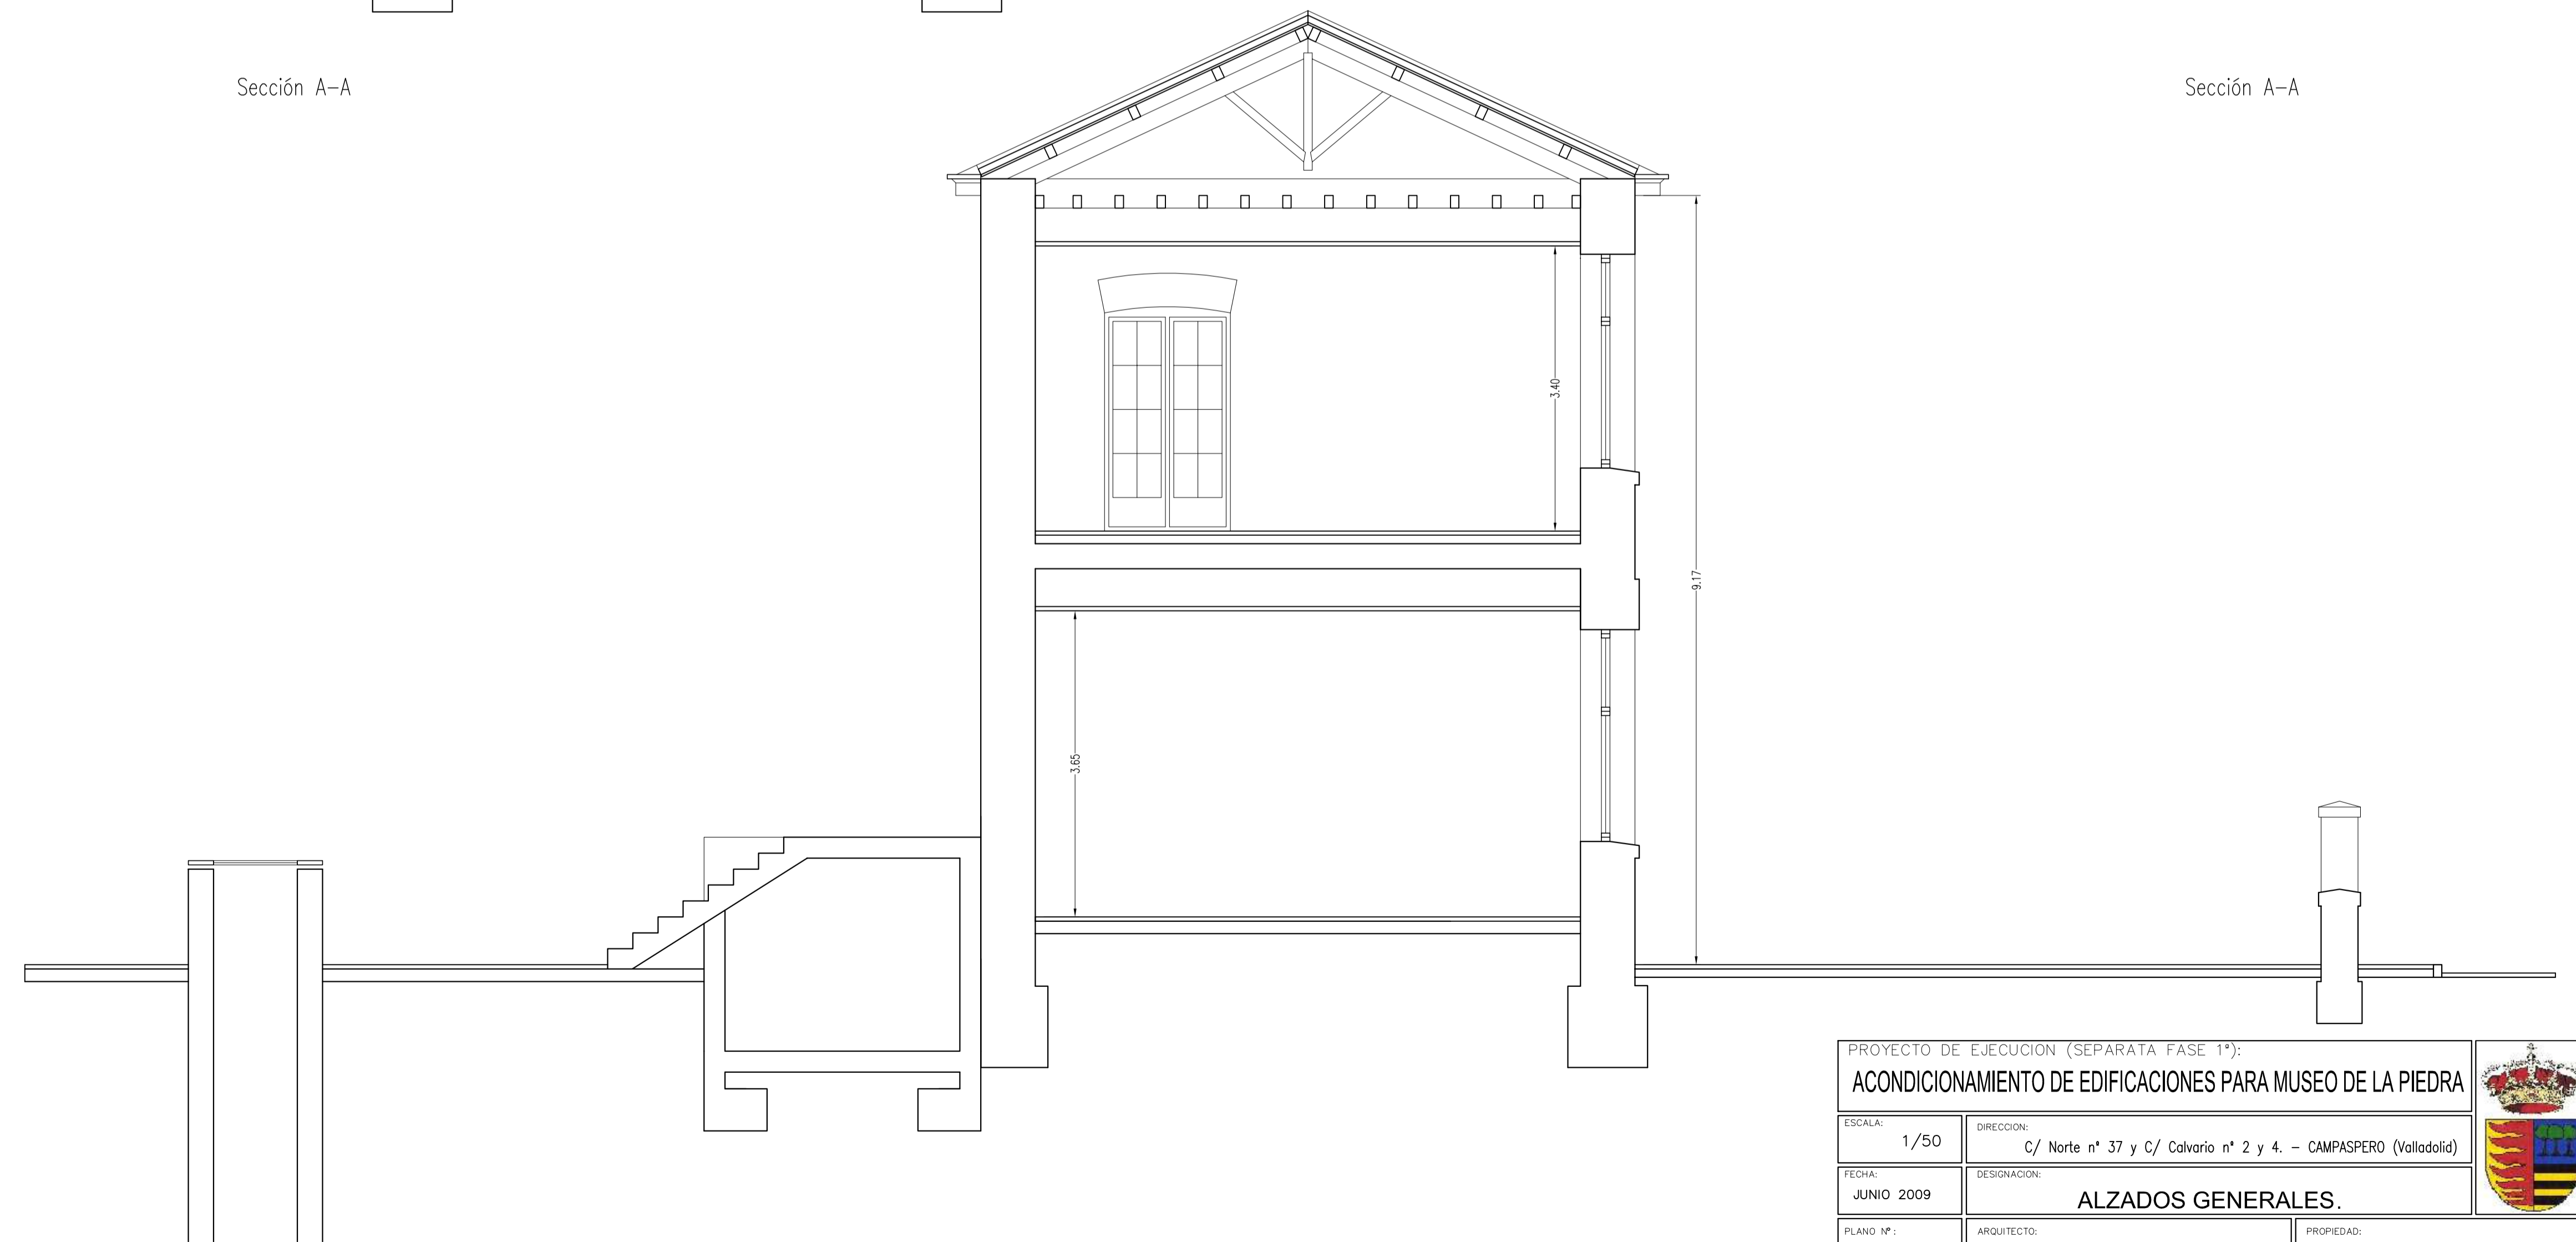 Sección A-A
Sección A-A
3.40
9.17
3.65
PROYECTO DE EJECUCION (SEPARATA FASE 1ª):
ACONDICIONAMIENTO DE EDIFICACIONES PARA MUSEO DE LA PIEDRA
ESCALA:
1/50
DIRECCION:
C/ Norte nº 37 y C/ Calvario nº 2 y 4. - CAMPASPERO (Valladolid)
FECHA:
JUNIO 2009
DESIGNACION:
ALZADOS GENERALES.
PLANO Nº :
ARQUITECTO:
PROPIEDAD: